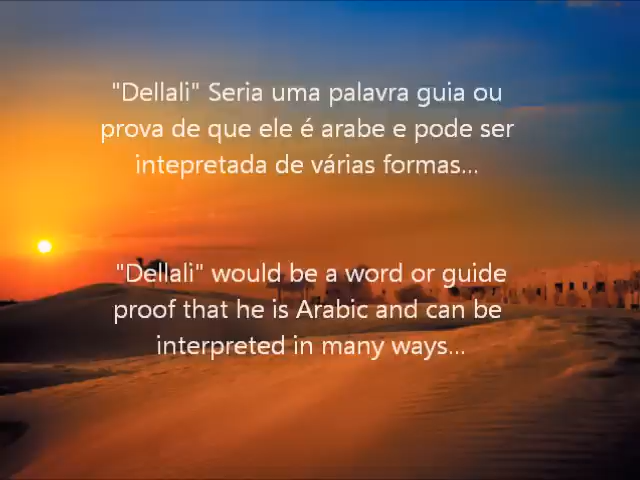 "Dellali" Seria uma palavra guia ou
prova de que ele é arabe e pode ser
intepretada de várias formas...
"Dellali" would be a word or guide
proof that he is Arabic and can be
interpreted in many ways...